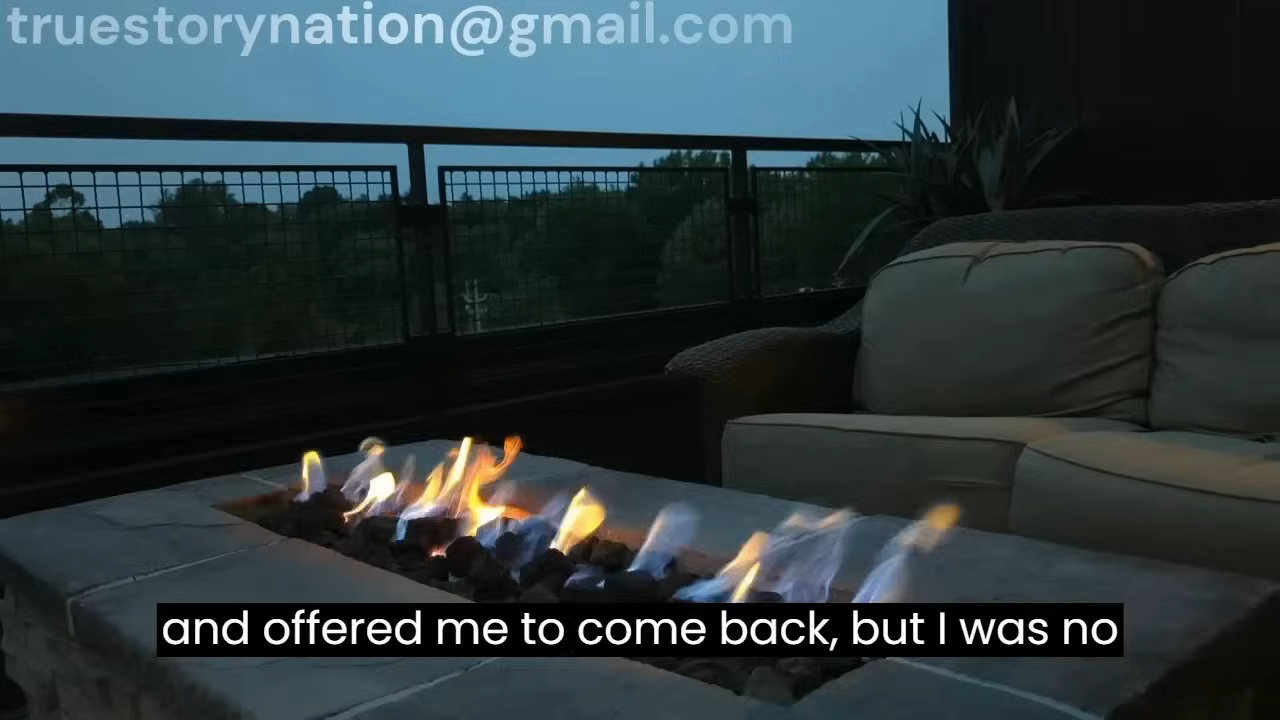 truestorynation@gmail.com
and offered me to come back, but I was no